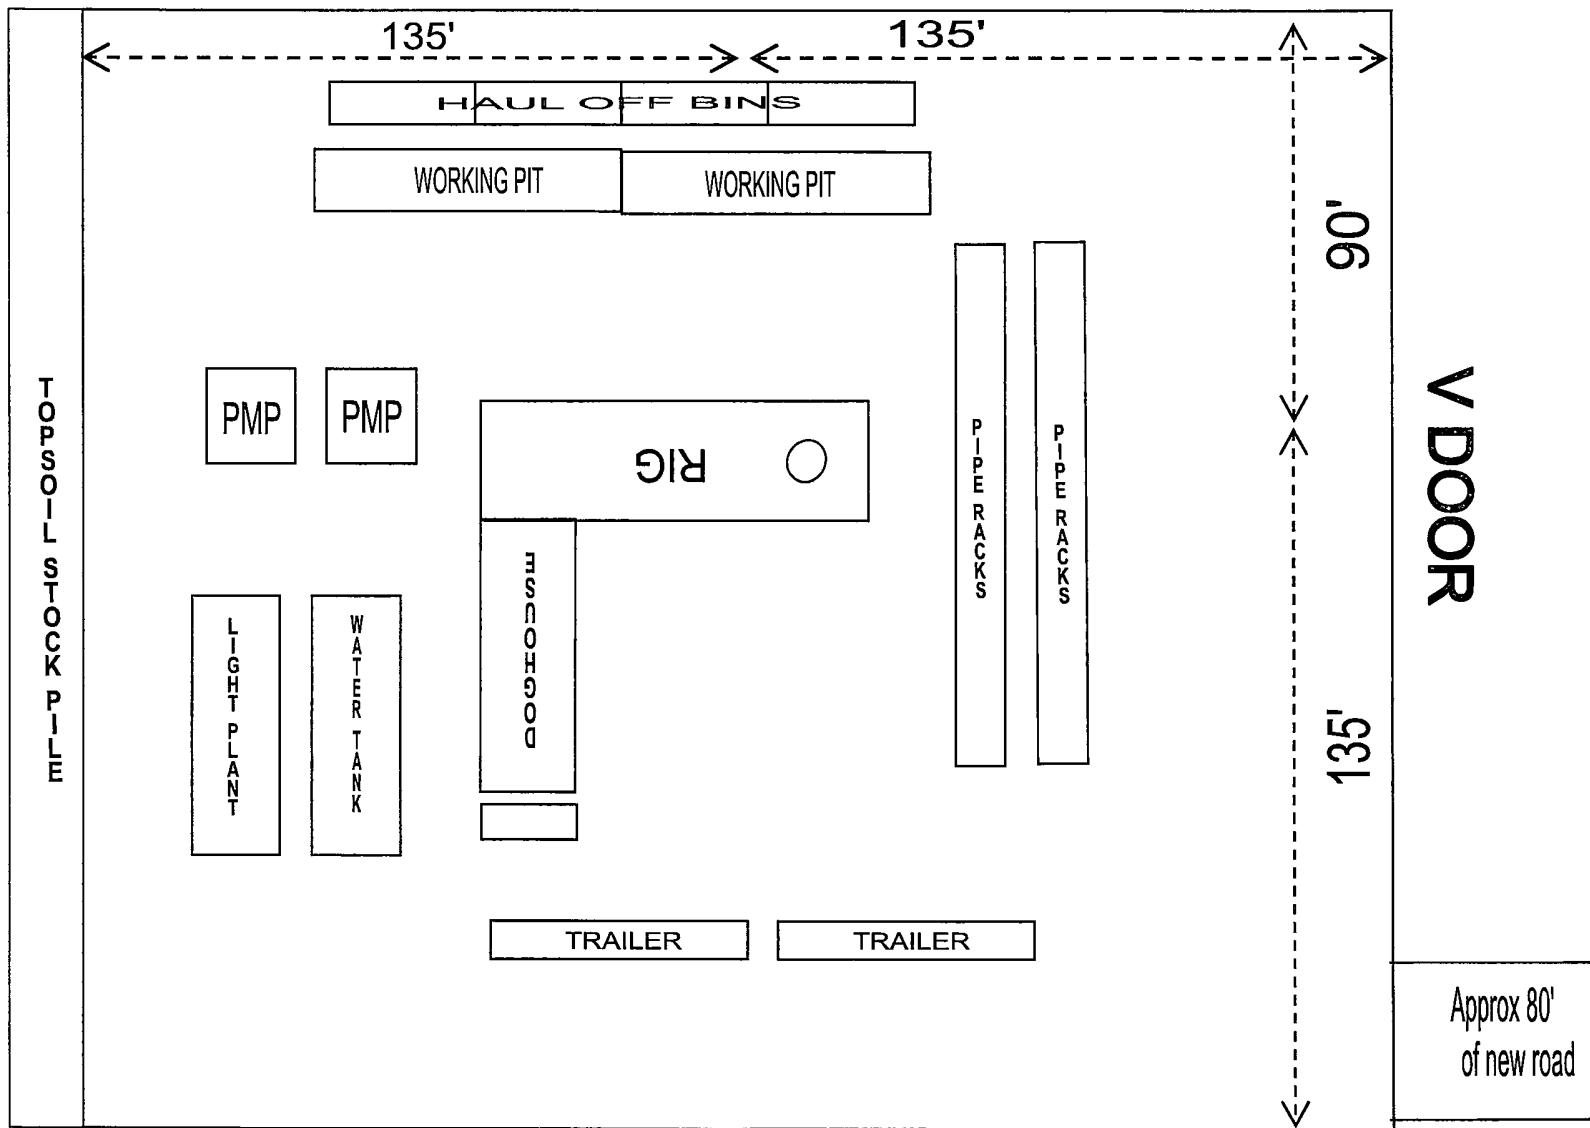 135'
135'
HAUL OFF BINS
WORKING PIT
WORKING PIT
90'
PMP
PMP
RIG
V DOOR
TOPSOIL STOCK PILE
PIPE RACKS
PIPE RACKS
DOGHOUSE
LIGHT PLANT
WATER TANK
135'
TRAILER
TRAILER
Approx 80'
of new road